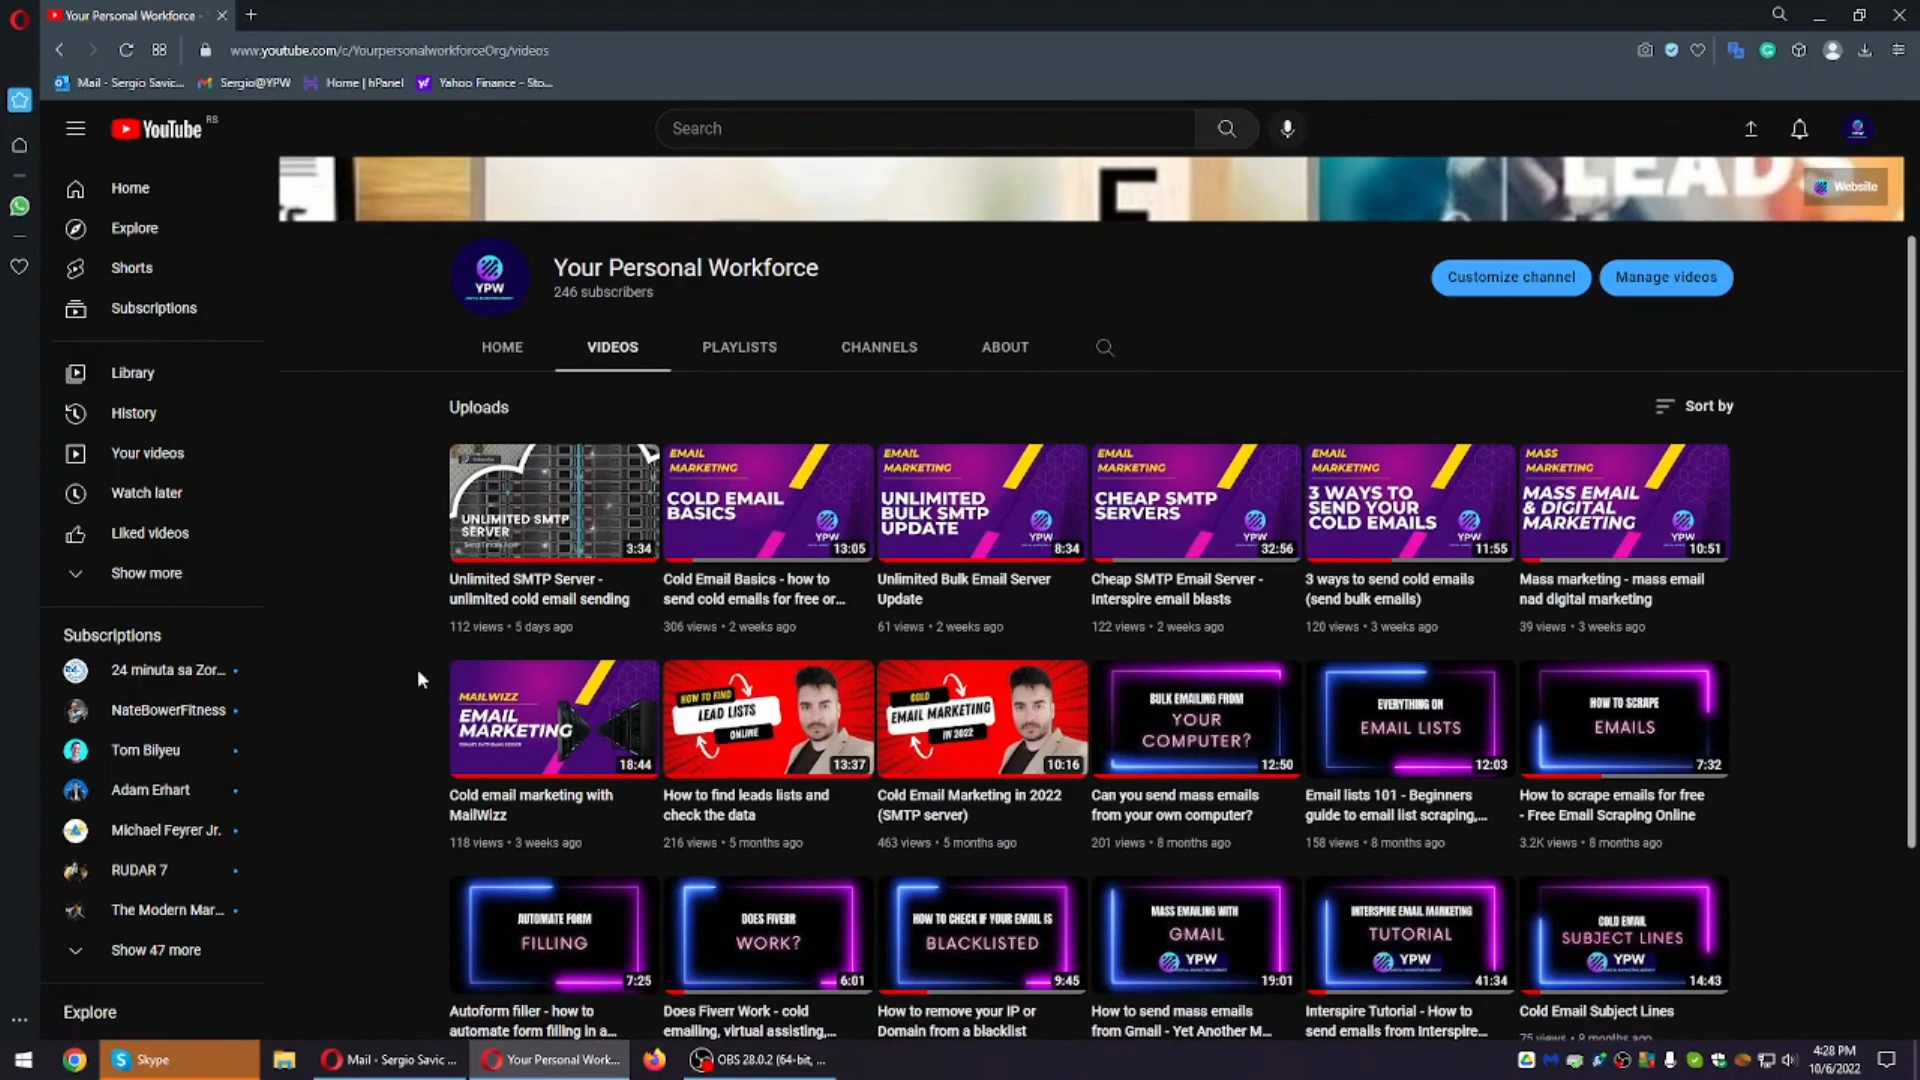 Your Personal Workforce -
www.youtube.com/c/YourpersonalworkforceOrg/videos
Mail - Sergio Savic...
Sergio@YPW
Home | hPanel
Yahoo Finance - Sto...
YouTube RS
Search
LEADS
Website
Home
Explore
Shorts
Subscriptions
Library
History
Your videos
Watch later
Liked videos
Show more
Subscriptions
24 minuta sa Zor...
NateBowerFitness
Tom Bilyeu
Adam Erhart
Michael Feyrer Jr.
RUDAR 7
The Modern Mar...
Show 47 more
Explore
YPW
Your Personal Workforce
246 subscribers
Customize channel
Manage videos
HOME
VIDEOS
PLAYLISTS
CHANNELS
ABOUT
Uploads
Sort by
UNLIMITED SMTP
SERVER
3:34
Unlimited SMTP Server -
unlimited cold email sending
112 views • 5 days ago
EMAIL
MARKETING
COLD EMAIL
BASICS
YPW
13:05
Cold Email Basics - how to
send cold emails for free or...
306 views • 2 weeks ago
EMAIL
MARKETING
UNLIMITED
BULK SMTP
UPDATE
YPW
8:34
Unlimited Bulk Email Server
Update
61 views • 2 weeks ago
EMAIL
MARKETING
CHEAP SMTP
SERVERS
YPW
32:56
Cheap SMTP Email Server -
Interspire email blasts
122 views • 2 weeks ago
EMAIL
MARKETING
3 WAYS TO
SEND YOUR
COLD EMAILS
YPW
11:55
3 ways to send cold emails
(send bulk emails)
120 views • 3 weeks ago
MASS
MARKETING
MASS EMAIL
& DIGITAL
MARKETING
YPW
10:51
Mass marketing - mass email
nad digital marketing
39 views • 3 weeks ago
MAILWIZZ
EMAIL
MARKETING
18:44
Cold email marketing with
MailWizz
118 views • 3 weeks ago
HOW TO FIND
LEAD LISTS
ONLINE
13:37
How to find leads lists and
check the data
216 views • 5 months ago
COLD
EMAIL MARKETING
IN 2022
10:16
Cold Email Marketing in 2022
(SMTP server)
463 views • 5 months ago
BULK EMAILING FROM
YOUR
COMPUTER?
12:50
Can you send mass emails
from your own computer?
201 views • 8 months ago
EVERYTHING ON
EMAIL LISTS
12:03
Email lists 101 - Beginners
guide to email list scraping,...
158 views • 8 months ago
HOW TO SCRAPE
EMAILS
7:32
How to scrape emails for free
- Free Email Scraping Online
3.2K views • 8 months ago
AUTOMATE FORM
FILLING
7:25
Autoform filler - how to
automate form filling in a...
DOES FIVERR
WORK?
6:01
Does Fiverr Work - cold
emailing, virtual assisting,...
HOW TO CHECK IF YOUR EMAIL IS
BLACKLISTED
9:45
How to remove your IP or
Domain from a blacklist
MASS EMAILING WITH
GMAIL
YPW
19:01
How to send mass emails
from Gmail - Yet Another M...
INTERSPIRE EMAIL MARKETING
TUTORIAL
YPW
41:34
Interspire Tutorial - How to
send emails from Interspire...
COLD EMAIL
SUBJECT LINES
YPW
14:43
Cold Email Subject Lines
75 views • 9 months ago
Skype
Mail - Sergio Savic ...
Your Personal Work...
OBS 28.0.2 (64-bit, ...
4:28 PM
10/6/2022